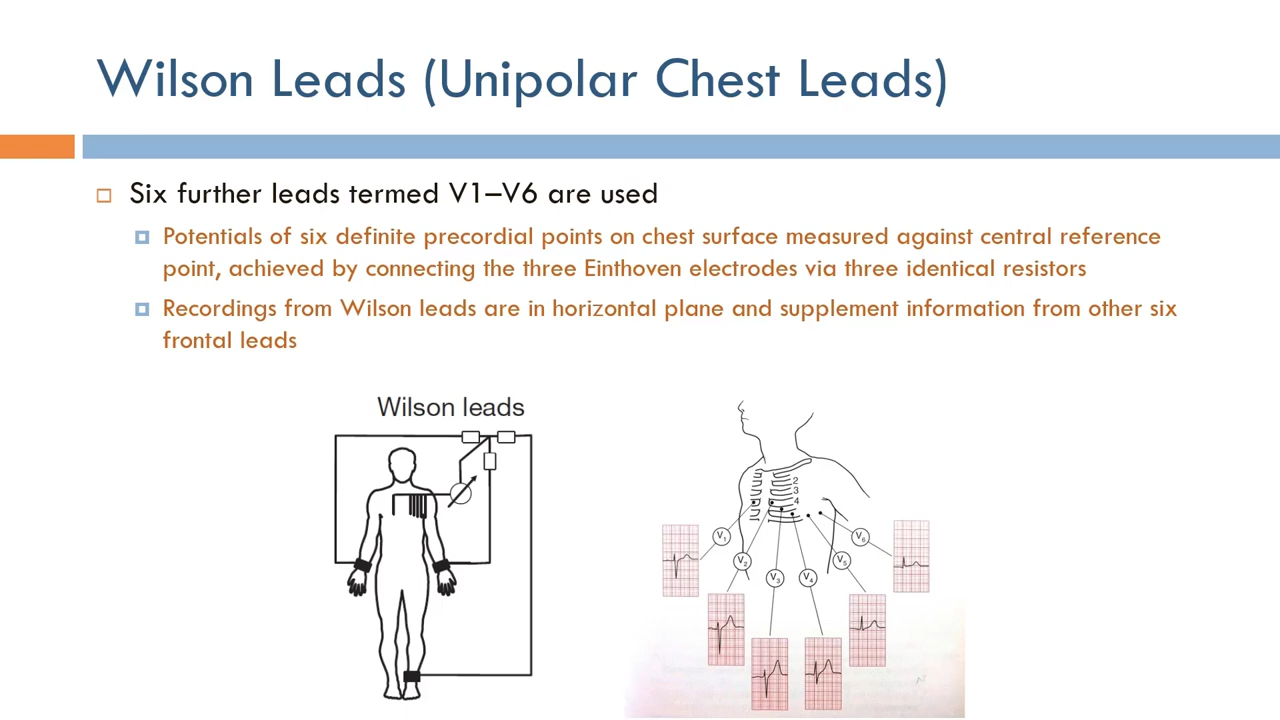 Wilson Leads (Unipolar Chest Leads)
Six further leads termed V1–V6 are used
Potentials of six definite precordial points on chest surface measured against central reference
point, achieved by connecting the three Einthoven electrodes via three identical resistors
Recordings from Wilson leads are in horizontal plane and supplement information from other six
frontal leads
Wilson leads
2
3
4
V1
V2
V3
V4
V5
V6